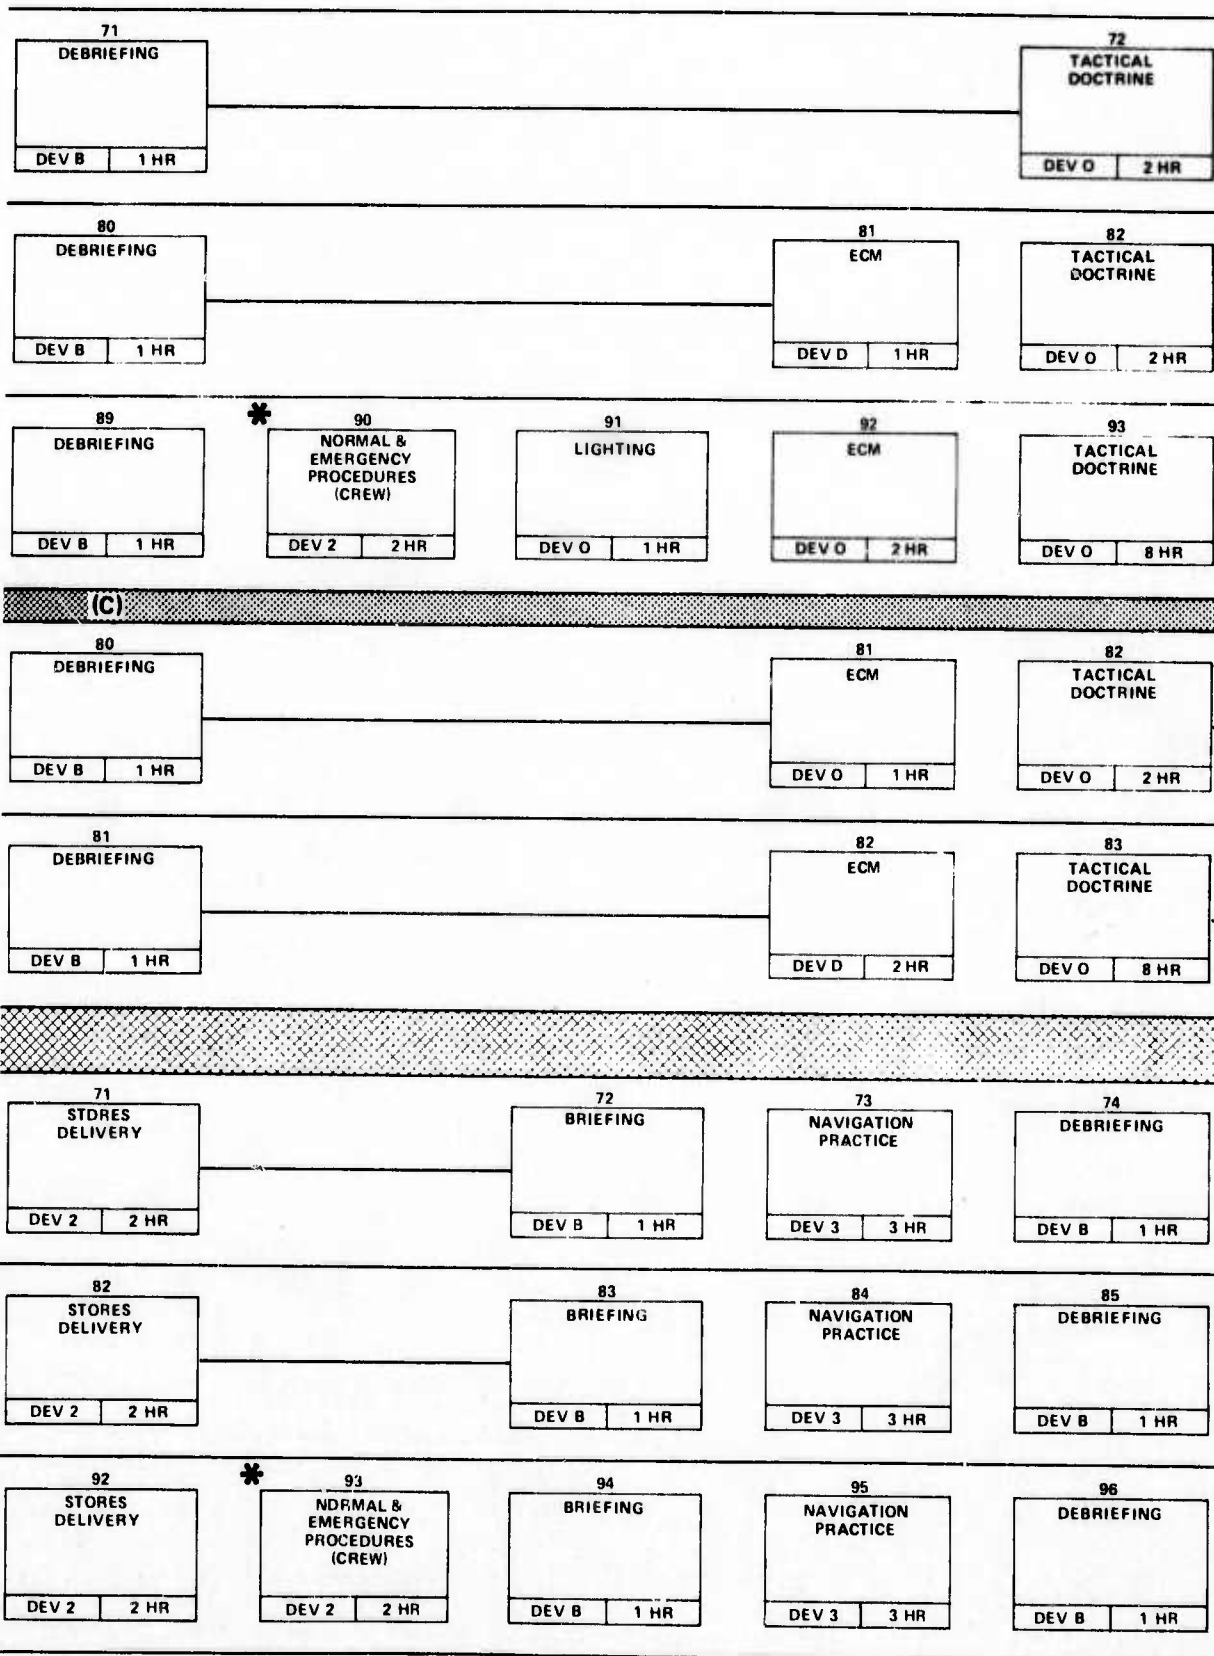 71 72
DEBRIEFING TACTICAL
DOCTRINE
DEV B 1 HR DEV O 2 HR
80 81 82
DEBRIEFING ECM TACTICAL
DOCTRINE
DEV B 1 HR DEV D 1 HR DEV O 2 HR
* 89 90 91 92 93
DEBRIEFING NORMAL & LIGHTING ECM TACTICAL
EMERGENCY DOCTRINE
PROCEDURES
(CREW)
DEV B 1 HR DEV 2 2 HR DEV O 1 HR DEV O 2 HR DEV O 8 HR
(C)
80 81 82
DEBRIEFING ECM TACTICAL
DOCTRINE
DEV B 1 HR DEV O 1 HR DEV O 2 HR
81 82 83
DEBRIEFING ECM TACTICAL
DOCTRINE
DEV B 1 HR DEV D 2 HR DEV O 8 HR
71 72 73 74
STORES BRIEFING NAVIGATION DEBRIEFING
DELIVERY PRACTICE
DEV 2 2 HR DEV B 1 HR DEV 3 3 HR DEV B 1 HR
82 83 84 85
STORES BRIEFING NAVIGATION DEBRIEFING
DELIVERY PRACTICE
DEV 2 2 HR DEV B 1 HR DEV 3 3 HR DEV B 1 HR
92 * 93 94 95 96
STORES NORMAL & BRIEFING NAVIGATION DEBRIEFING
DELIVERY EMERGENCY PRACTICE
PROCEDURES
(CREW)
DEV 2 2 HR DEV 2 2 HR DEV B 1 HR DEV 3 3 HR DEV B 1 HR